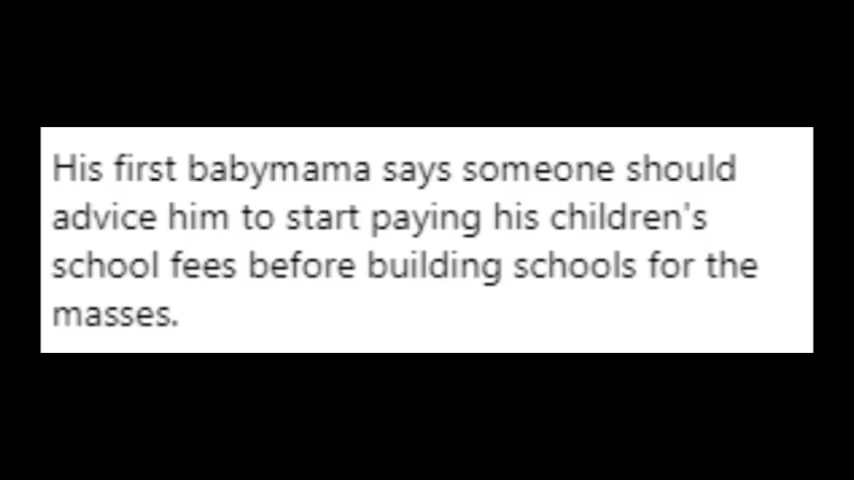 His first babymama says someone should
advice him to start paying his children's
school fees before building schools for the
masses.